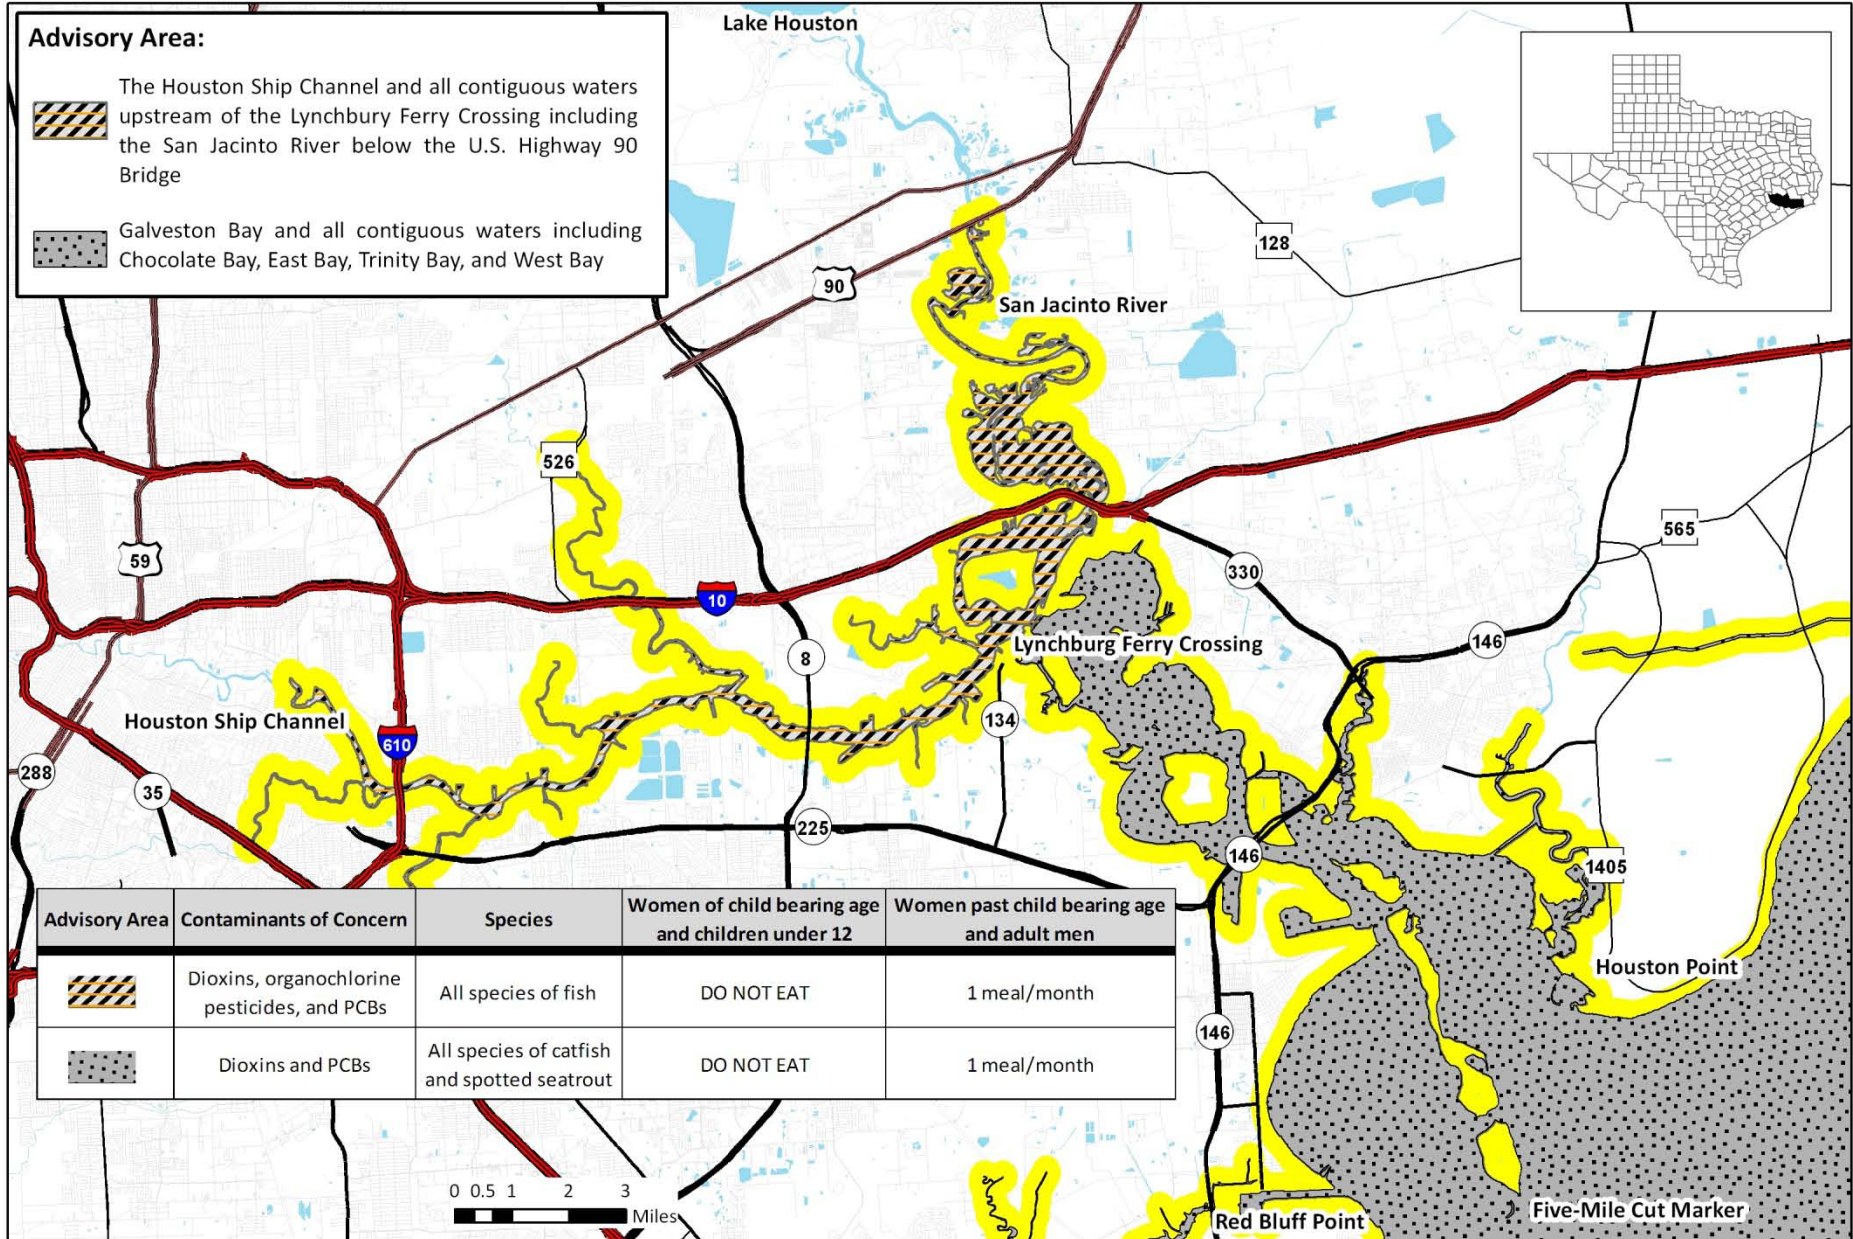 Advisory Area:
The Houston Ship Channel and all contiguous waters
upstream of the Lynchbury Ferry Crossing including
the San Jacinto River below the U.S. Highway 90
Bridge
Galveston Bay and all contiguous waters including
Chocolate Bay, East Bay, Trinity Bay, and West Bay
Lake Houston
128
90
San Jacinto River
526
59
565
10
330
8
Lynchburg Ferry Crossing
146
Houston Ship Channel
134
610
288
35
225
146
1405
Houston Point
146
Advisory Area Contaminants of Concern Species Women of child bearing age and children under 12 Women past child bearing age and adult men
Dioxins, organochlorine pesticides, and PCBs All species of fish DO NOT EAT 1 meal/month
Dioxins and PCBs All species of catfish and spotted seatrout DO NOT EAT 1 meal/month
0 0.5 1 2 3
Miles
Red Bluff Point
Five-Mile Cut Marker